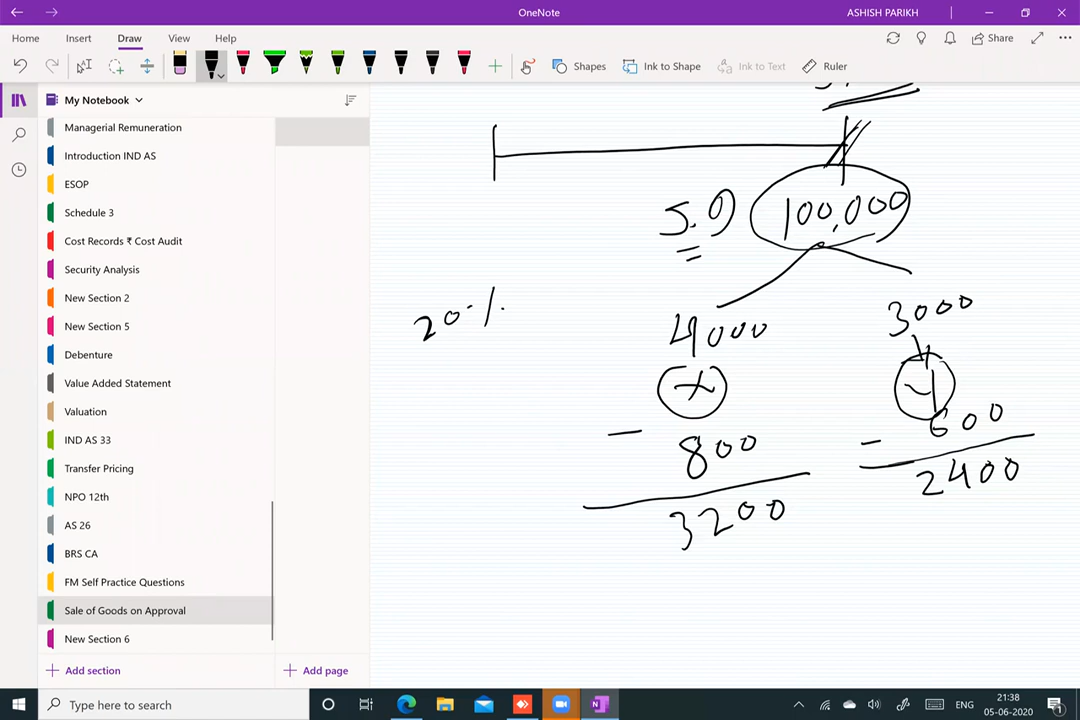 OneNote
ASHISH PARIKH
Home Insert Draw View Help
Share
Shapes
Ink to Shape
Ink to Text
Ruler
My Notebook
Managerial Remuneration
Introduction IND AS
ESOP
Schedule 3
Cost Records ₹ Cost Audit
Security Analysis
New Section 2
New Section 5
Debenture
Value Added Statement
Valuation
IND AS 33
Transfer Pricing
NPO 12th
AS 26
BRS CA
FM Self Practice Questions
Sale of Goods on Approval
New Section 6
Add section
Add page
100,000
20%
4000 3000
- 800 - 600
3200 2400
Type here to search
ENG
21:38
05-06-2020
1